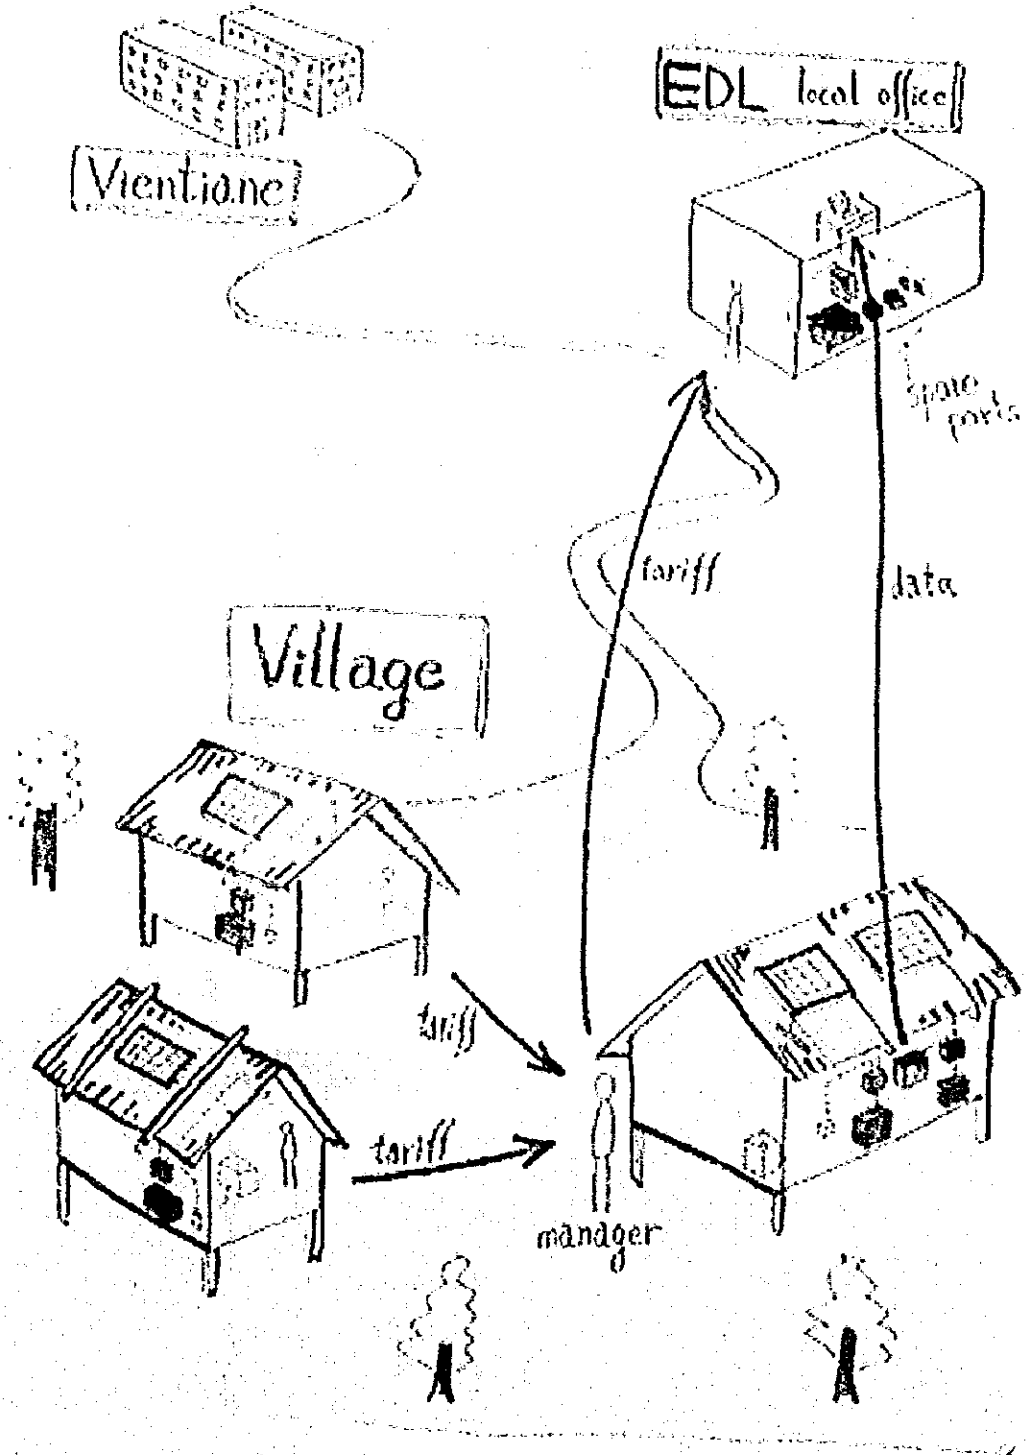 Vientiane
EDL local office
spare
parts
tariff
data
Village
tariff
tariff
manager